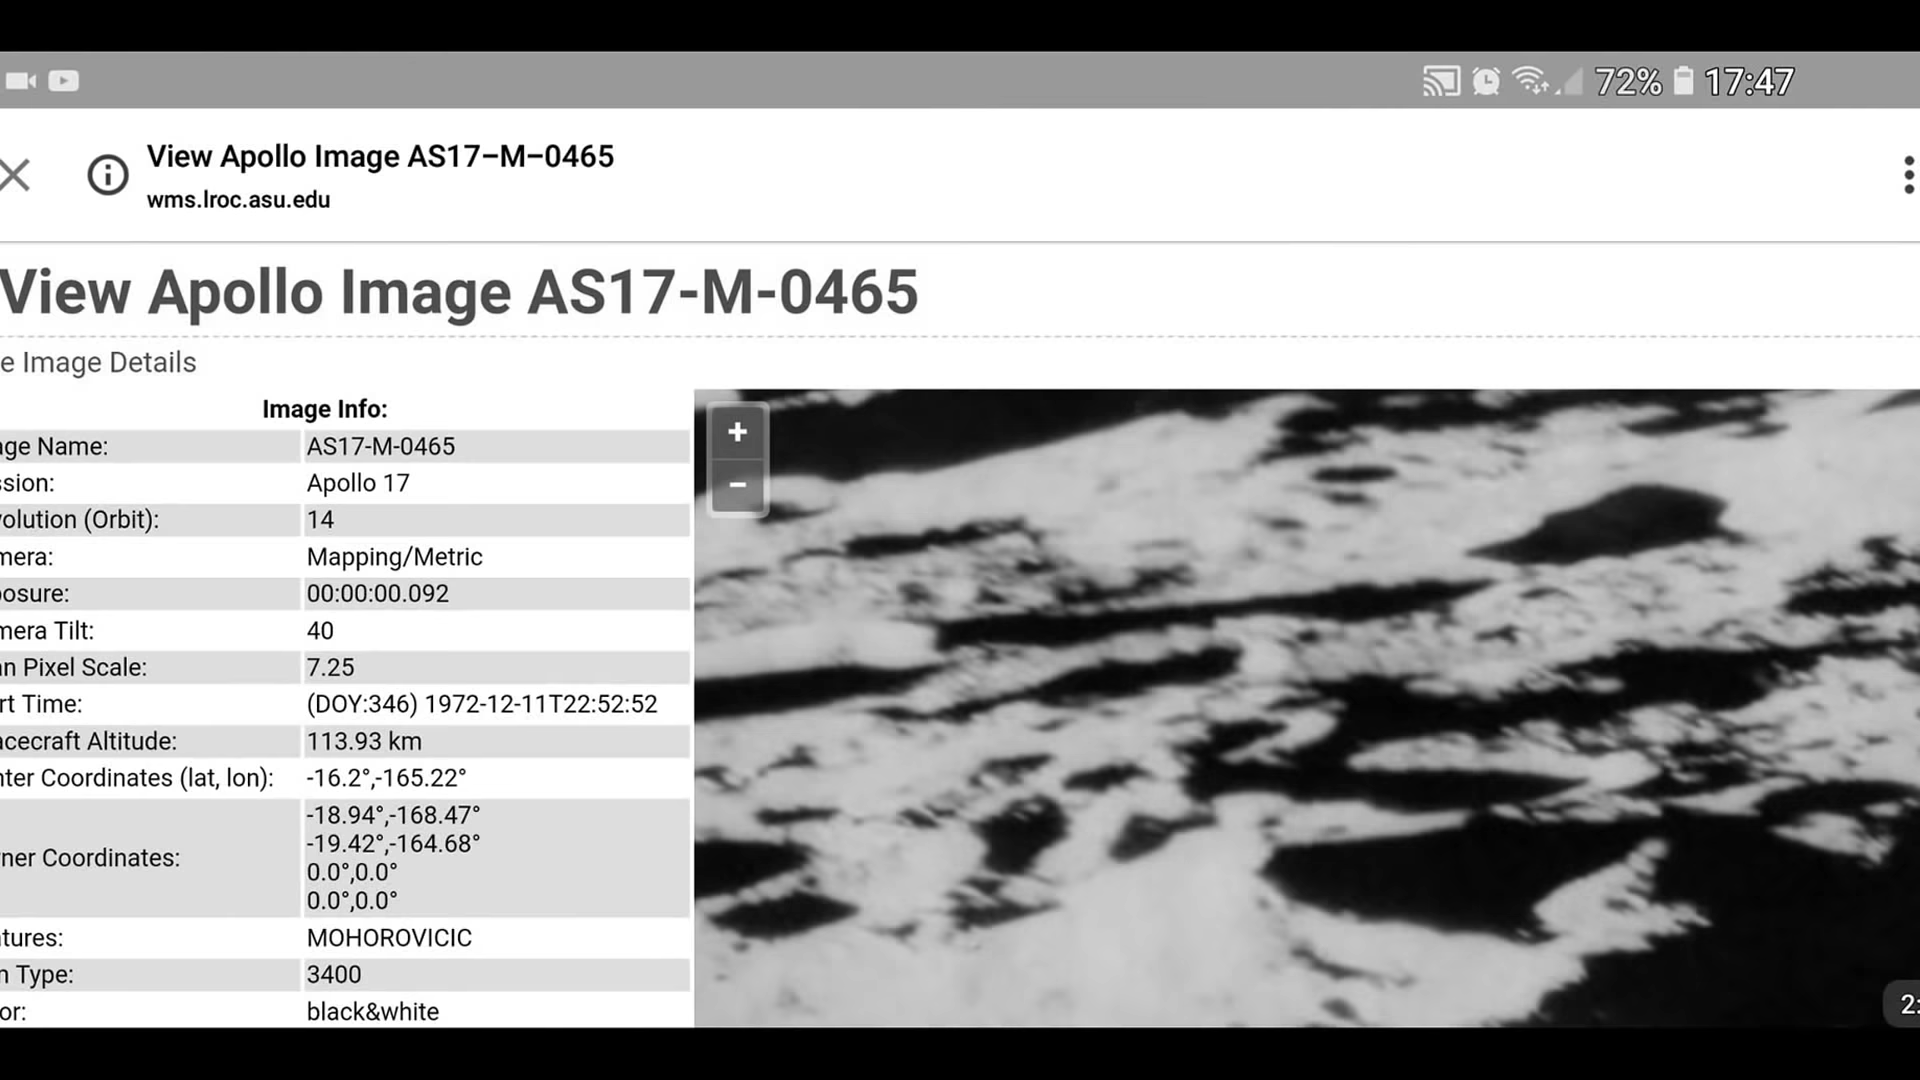 72% 17:47
View Apollo Image AS17-M-0465
wms.lroc.asu.edu
View Apollo Image AS17-M-0465
e Image Details
Image Info:
age Name: AS17-M-0465
ssion: Apollo 17
volution (Orbit): 14
mera: Mapping/Metric
posure: 00:00:00.092
mera Tilt: 40
an Pixel Scale: 7.25
rt Time: (DOY:346) 1972-12-11T22:52:52
acecraft Altitude: 113.93 km
nter Coordinates (lat, lon): -16.2°,-165.22°
rner Coordinates: -18.94°,-168.47°
-19.42°,-164.68°
0.0°,0.0°
0.0°,0.0°
atures: MOHOROVICIC
m Type: 3400
or: black&white
2: